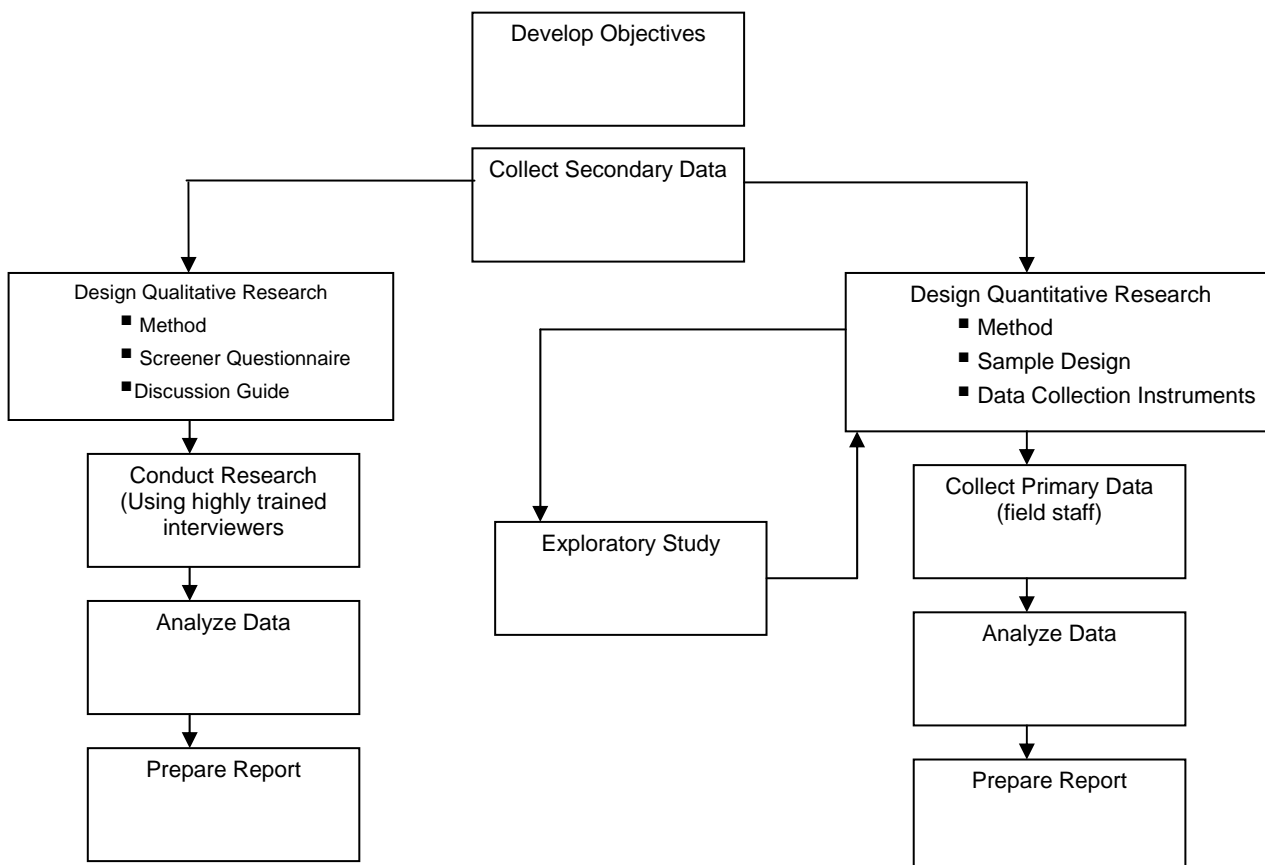 Develop Objectives
Collect Secondary Data
Design Qualitative Research
▪ Method
▪ Screener Questionnaire
▪Discussion Guide
Conduct Research
(Using highly trained
interviewers
Analyze Data
Prepare Report
Design Quantitative Research
▪ Method
▪ Sample Design
▪ Data Collection Instruments
Exploratory Study
Collect Primary Data
(field staff)
Analyze Data
Prepare Report